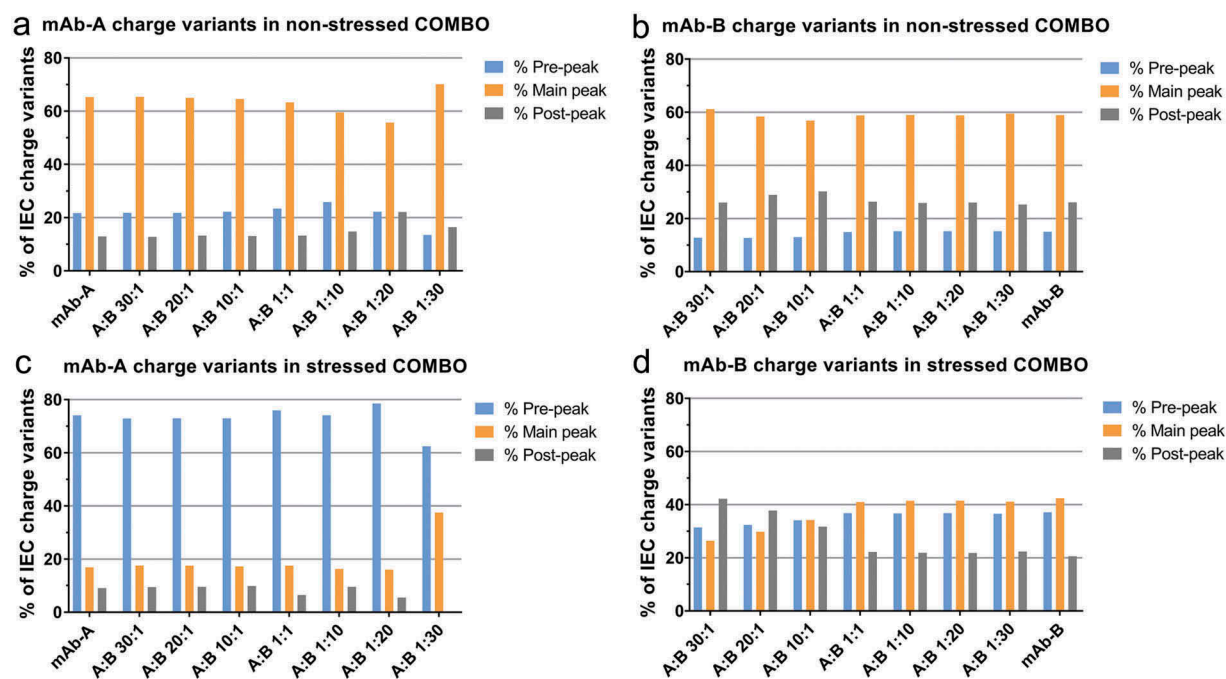 a mAb-A charge variants in non-stressed COMBO
% of IEC charge variants
80
60
40
20
0
% Pre-peak
% Main peak
% Post-peak
mAb-A
A:B 30:1
A:B 20:1
A:B 10:1
A:B 1:1
A:B 1:10
A:B 1:20
A:B 1:30
b mAb-B charge variants in non-stressed COMBO
% of IEC charge variants
80
60
40
20
0
% Pre-peak
% Main peak
% Post-peak
A:B 30:1
A:B 20:1
A:B 10:1
A:B 1:1
A:B 1:10
A:B 1:20
A:B 1:30
mAb-B
c mAb-A charge variants in stressed COMBO
% of IEC charge variants
80
60
40
20
0
% Pre-peak
% Main peak
% Post-peak
mAb-A
A:B 30:1
A:B 20:1
A:B 10:1
A:B 1:1
A:B 1:10
A:B 1:20
A:B 1:30
d mAb-B charge variants in stressed COMBO
% of IEC charge variants
80
60
40
20
0
% Pre-peak
% Main peak
% Post-peak
A:B 30:1
A:B 20:1
A:B 10:1
A:B 1:1
A:B 1:10
A:B 1:20
A:B 1:30
mAb-B